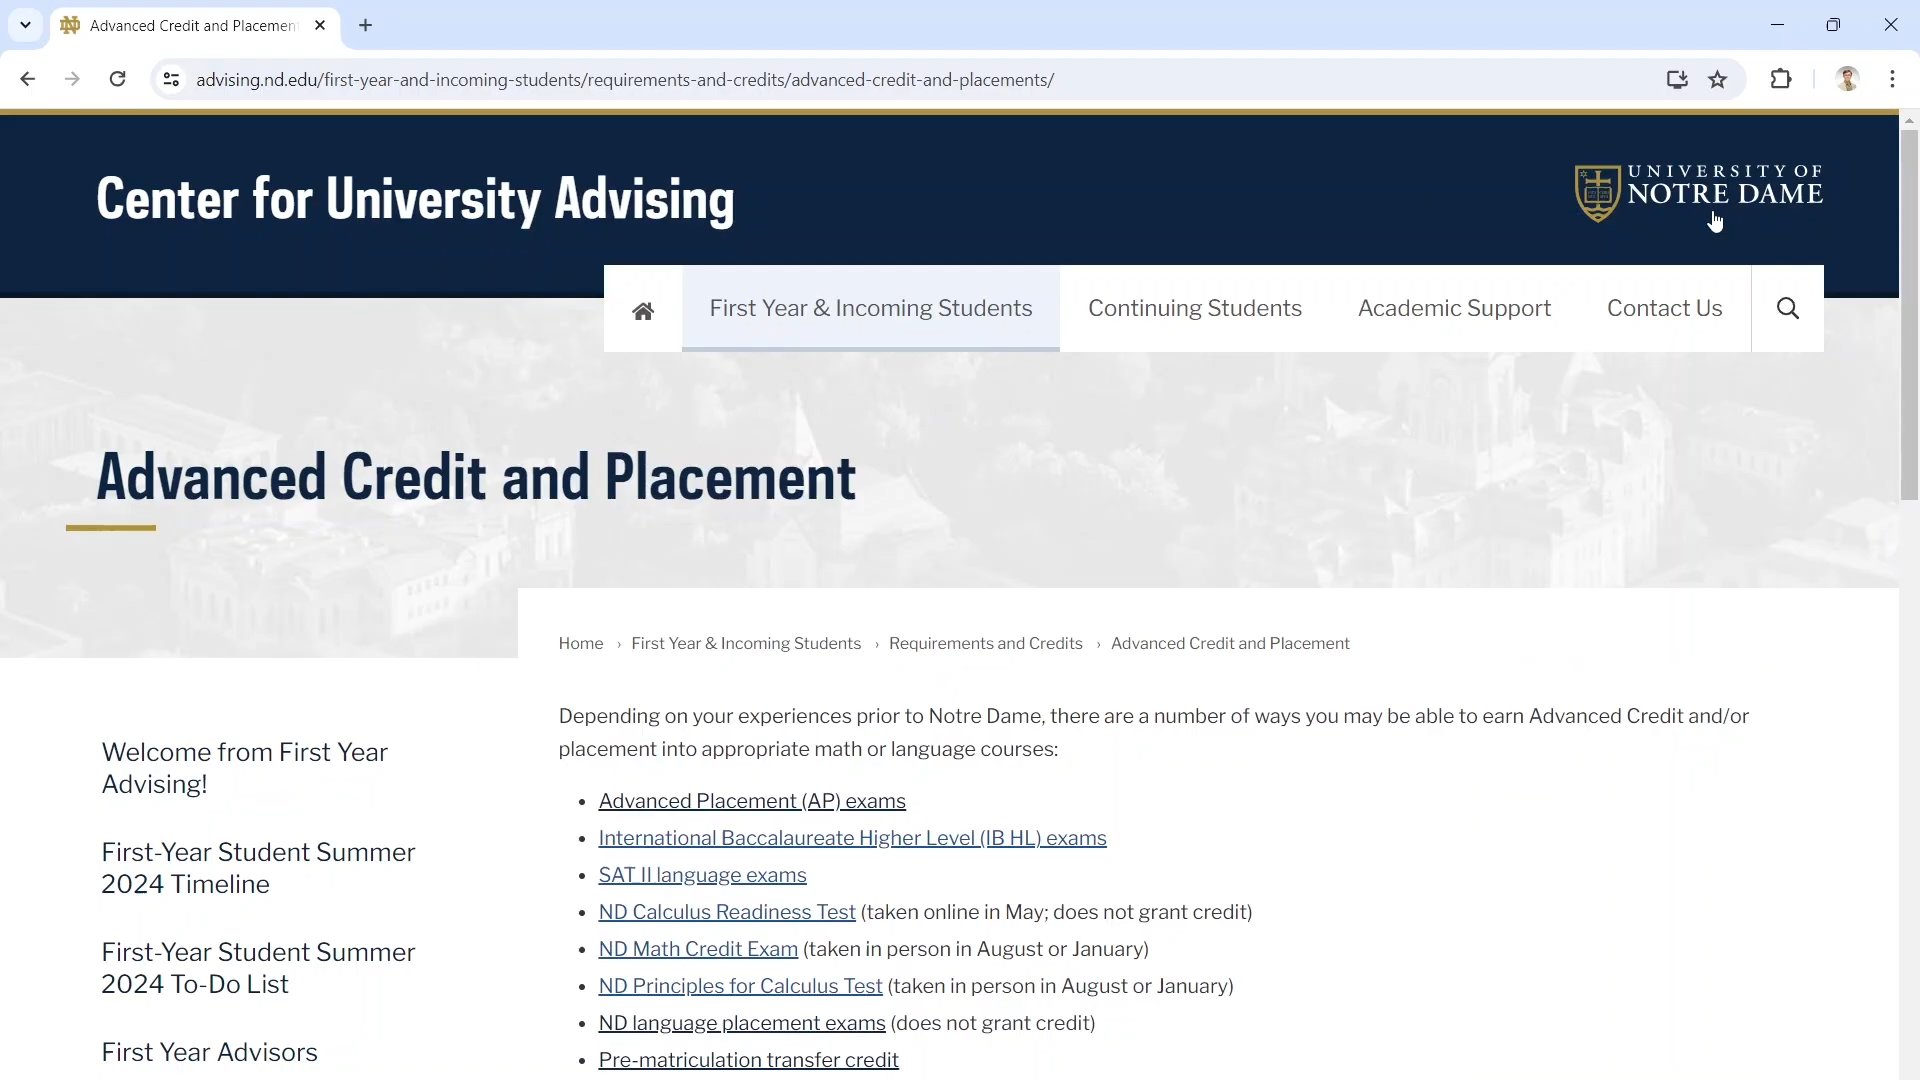 Advanced Credit and Placemen
advising.nd.edu/first-year-and-incoming-students/requirements-and-credits/advanced-credit-and-placements/
Center for University Advising
UNIVERSITY OF
NOTRE DAME
First Year & Incoming Students
Continuing Students
Academic Support
Contact Us
Advanced Credit and Placement
Home › First Year & Incoming Students › Requirements and Credits › Advanced Credit and Placement
Depending on your experiences prior to Notre Dame, there are a number of ways you may be able to earn Advanced Credit and/or
placement into appropriate math or language courses:
• Advanced Placement (AP) exams
• International Baccalaureate Higher Level (IB HL) exams
• SAT II language exams
• ND Calculus Readiness Test (taken online in May; does not grant credit)
• ND Math Credit Exam (taken in person in August or January)
• ND Principles for Calculus Test (taken in person in August or January)
• ND language placement exams (does not grant credit)
• Pre-matriculation transfer credit
Welcome from First Year
Advising!
First-Year Student Summer
2024 Timeline
First-Year Student Summer
2024 To-Do List
First Year Advisors